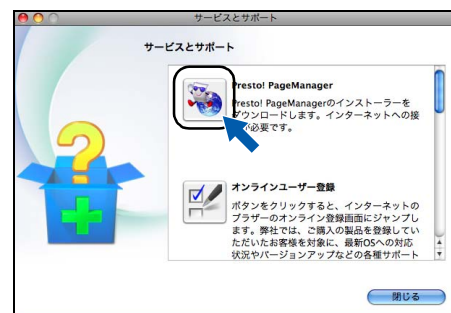 サービスとサポート
サービスとサポート
Presto! PageManager
Presto! PageManagerのインストーラーを
ダウンロードします。インターネットへの接
が必要です。
オンラインユーザー登録
ボタンをクリックすると、インターネットの
ブラザーのオンライン登録画面にジャンプし
ます。弊社では、ご購入の製品を登録してい
ただいたお客様を対象に、最新OSへの対応
状況やバージョンアップなどの各種サポート
閉じる